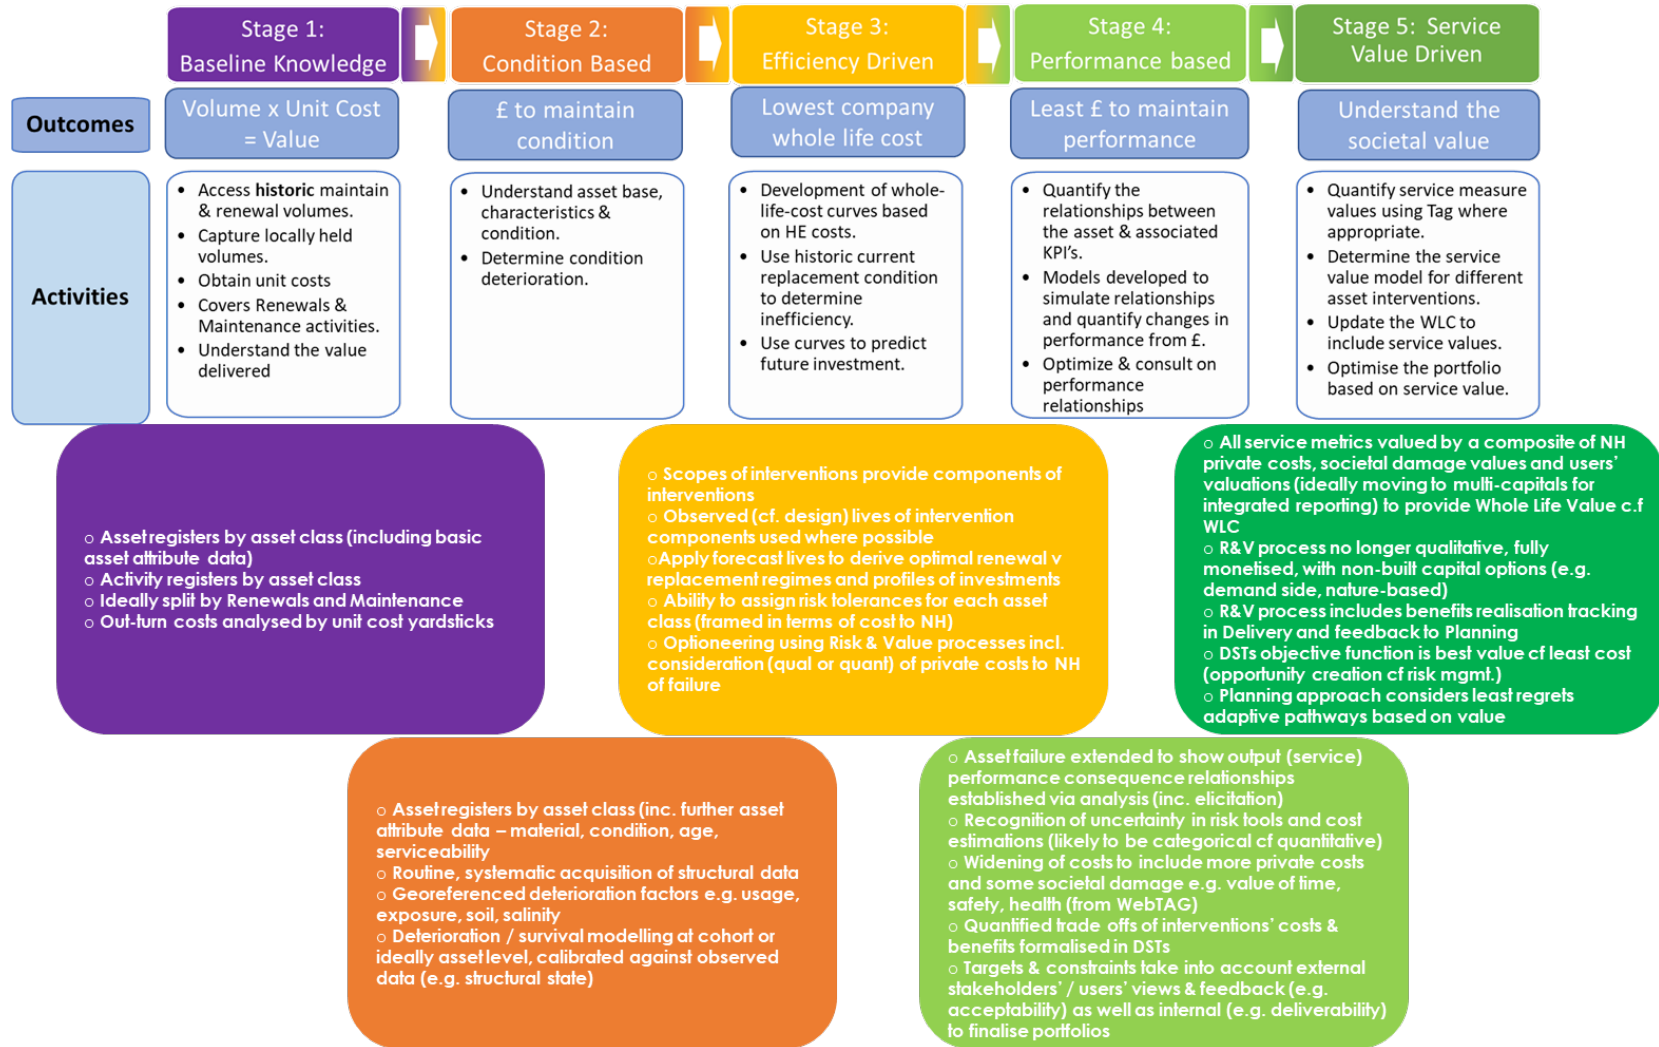 Stage 1:
Baseline Knowledge
Stage 2:
Condition Based
Stage 3:
Efficiency Driven
Stage 4:
Performance based
Stage 5: Service
Value Driven
Outcomes
Volume x Unit Cost
= Value
£ to maintain
condition
Lowest company
whole life cost
Least £ to maintain
performance
Understand the
societal value
Activities
• Access historic maintain
& renewal volumes.
• Capture locally held
volumes.
• Obtain unit costs
• Covers Renewals &
Maintenance activities.
• Understand the value
delivered
• Understand asset base,
characteristics &
condition.
• Determine condition
deterioration.
• Development of whole-
life-cost curves based
on HE costs.
• Use historic current
replacement condition
to determine
inefficiency.
• Use curves to predict
future investment.
• Quantify the
relationships between
the asset & associated
KPI's.
• Models developed to
simulate relationships
and quantify changes in
performance from £.
• Optimize & consult on
performance
relationships
• Quantify service measure
values using Tag where
appropriate.
• Determine the service
value model for different
asset interventions.
• Update the WLC to
include service values.
• Optimise the portfolio
based on service value.
○ Asset registers by asset class (including basic
asset attribute data)
○ Activity registers by asset class
○ Ideally split by Renewals and Maintenance
○ Out-turn costs analysed by unit cost yardsticks
○ Asset registers by asset class (inc. further asset
attribute data – material, condition, age,
serviceability
○ Routine, systematic acquisition of structural data
○ Georeferenced deterioration factors e.g. usage,
exposure, soil, salinity
○ Deterioration / survival modelling at cohort or
ideally asset level, calibrated against observed
data (e.g. structural state)
○ Scopes of interventions provide components of
interventions
○ Observed (cf. design) lives of intervention
components used where possible
○Apply forecast lives to derive optimal renewal v
replacement regimes and profiles of investments
○ Ability to assign risk tolerances for each asset
class (framed in terms of cost to NH)
○ Optioneering using Risk & Value processes incl.
consideration (qual or quant) of private costs to NH
of failure
○ Asset failure extended to show output (service)
performance consequence relationships
established via analysis (inc. elicitation)
○ Recognition of uncertainty in risk tools and cost
estimations (likely to be categorical cf quantitative)
○ Widening of costs to include more private costs
and some societal damage e.g. value of time,
safety, health (from WebTAG)
○ Quantified trade offs of interventions' costs &
benefits formalised in DSTs
○ Targets & constraints take into account external
stakeholders' / users' views & feedback (e.g.
acceptability) as well as internal (e.g. deliverability)
to finalise portfolios
○ All service metrics valued by a composite of NH
private costs, societal damage values and users'
valuations (ideally moving to multi-capitals for
integrated reporting) to provide Whole Life Value c.f
WLC
○ R&V process no longer qualitative, fully
monetised, with non-built capital options (e.g.
demand side, nature-based)
○ R&V process includes benefits realisation tracking
in Delivery and feedback to Planning
○ DSTs objective function is best value cf least cost
(opportunity creation cf risk mgmt.)
○ Planning approach considers least regrets
adaptive pathways based on value